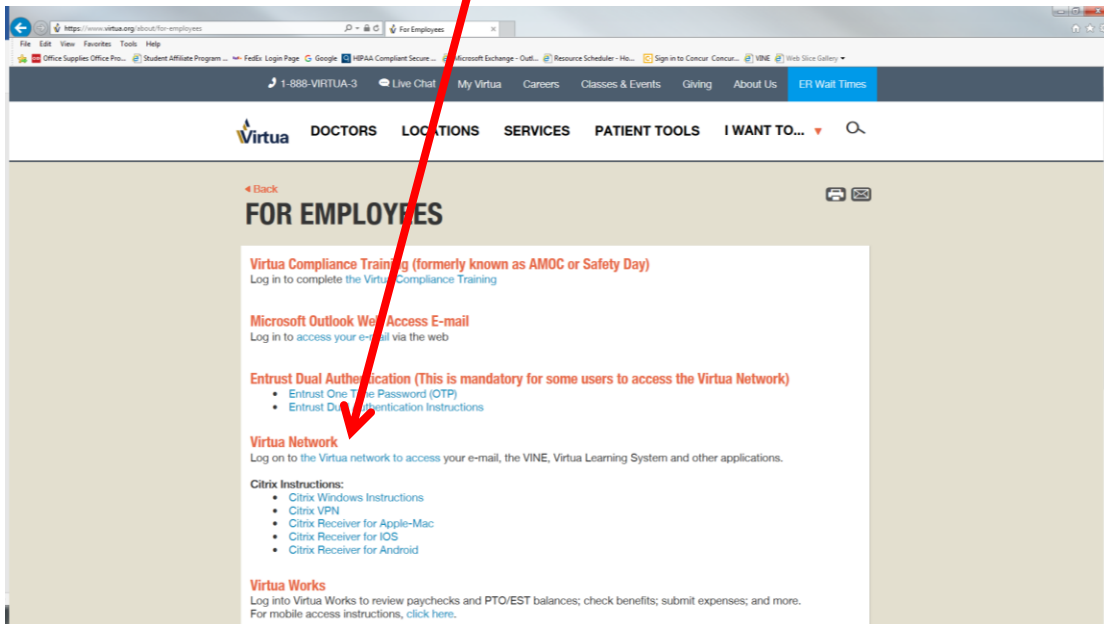 https://www.virtua.org/about/for-employees
For Employees
File Edit View Favorites Tools Help
Office Supplies Office Pro... Student Affiliate Program ... FedEx Login Page Google HIPAA Compliant Secure ... Microsoft Exchange - Outl... Resource Scheduler - Ho... Sign in to Concur Concur... VINE Web Slice Gallery
1-888-VIRTUA-3 Live Chat My Virtua Careers Classes & Events Giving About Us ER Wait Times
Virtua DOCTORS LOCATIONS SERVICES PATIENT TOOLS I WANT TO...
Back
FOR EMPLOYEES
Virtua Compliance Training (formerly known as AMOC or Safety Day)
Log in to complete the Virtua Compliance Training
Microsoft Outlook Web Access E-mail
Log in to access your e-mail via the web
Entrust Dual Authentication (This is mandatory for some users to access the Virtua Network)
• Entrust One Time Password (OTP)
• Entrust Dual Authentication Instructions
Virtua Network
Log on to the Virtua network to access your e-mail, the VINE, Virtua Learning System and other applications.
Citrix Instructions:
• Citrix Windows Instructions
• Citrix VPN
• Citrix Receiver for Apple-Mac
• Citrix Receiver for IOS
• Citrix Receiver for Android
Virtua Works
Log into Virtua Works to review paychecks and PTO/EST balances; check benefits; submit expenses; and more.
For mobile access instructions, click here.